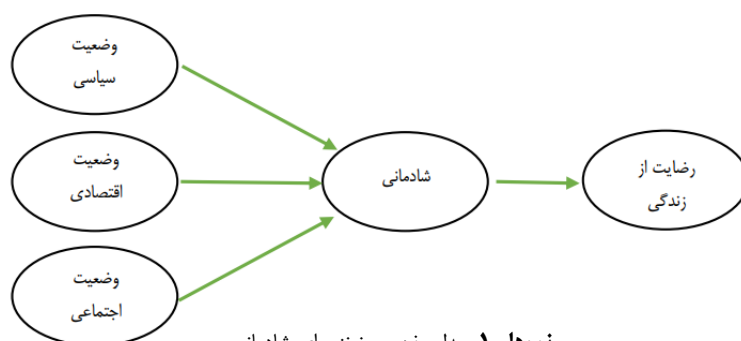 وضعیت
سیاسی
وضعیت
اقتصادی
وضعیت
اجتماعی
شادمانی
رضایت از
زندگی